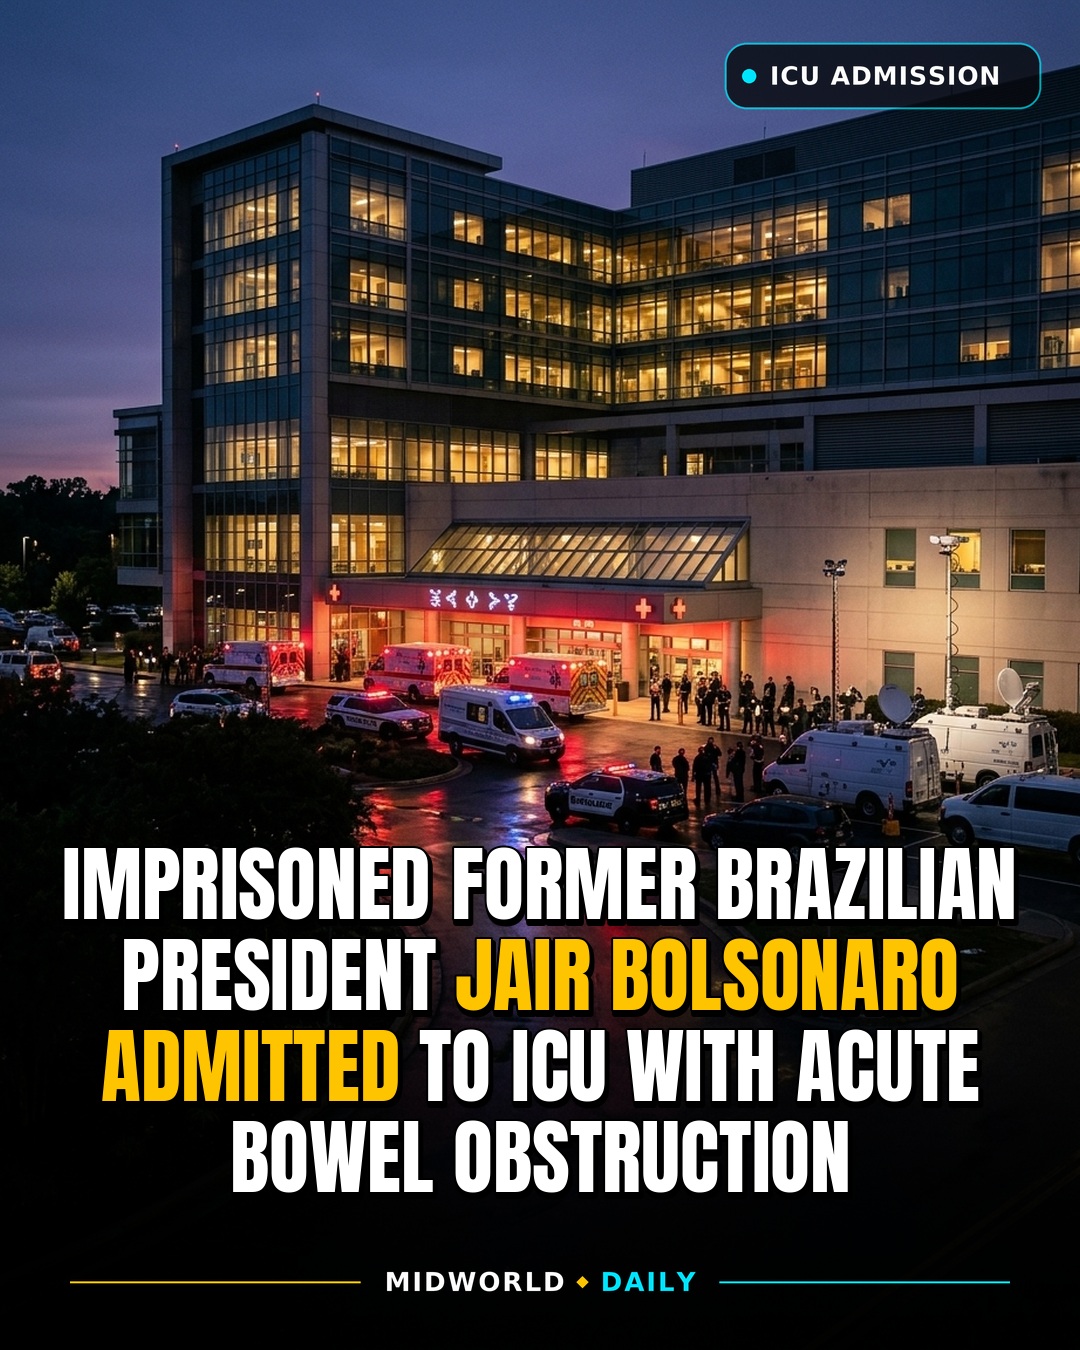 ICU ADMISSION
IMPRISONED FORMER BRAZILIAN
PRESIDENT JAIR BOLSONARO
ADMITTED TO ICU WITH ACUTE
BOWEL OBSTRUCTION
MIDWORLD DAILY